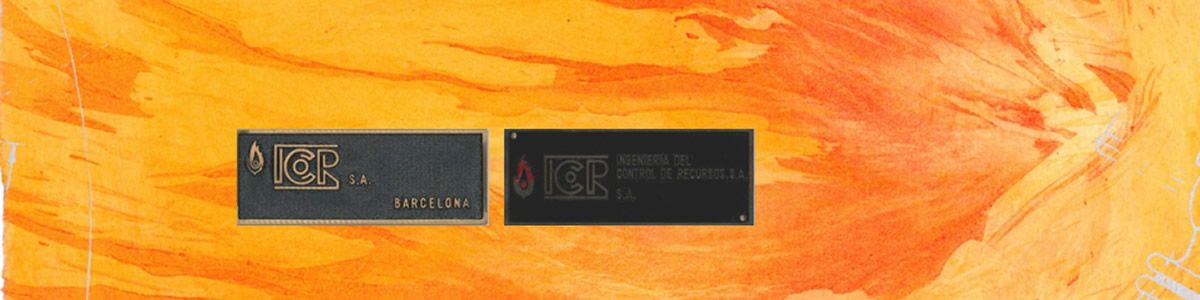 ICR S.A.
BARCELONA
ICR
INGENIERIA DEL
CONTROL DE RECURSOS.S.A.
S.A.